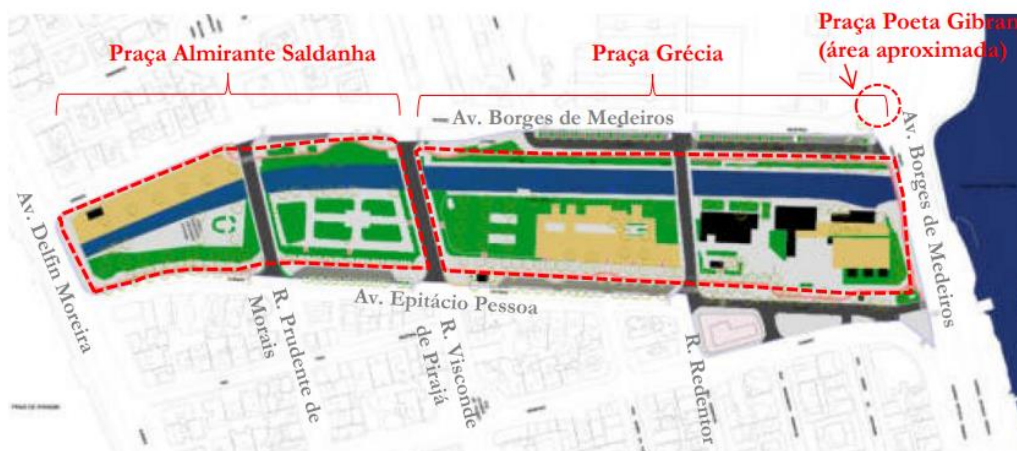 Praça Poeta Gibran
(área aproximada)
Praça Almirante Saldanha
Praça Grécia
Av. Borges de Medeiros
Av. Borges de Medeiros
Av. Delfin Moreira
Av. Epitácio Pessoa
R. Prudente de
Morais
R. Visconde
de Pirajá
R. Redentor